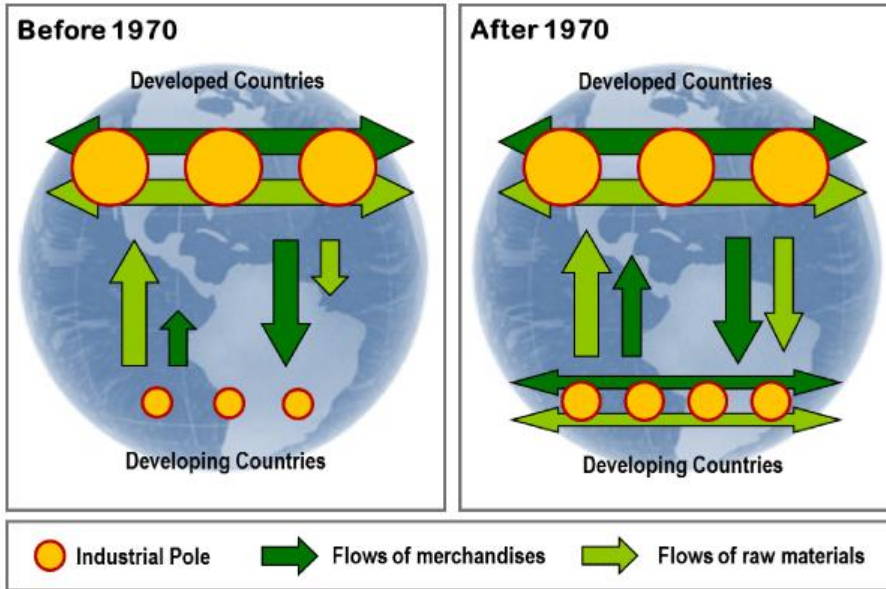 Before 1970
Developed Countries
Developing Countries
After 1970
Developed Countries
Developing Countries
Industrial Pole
Flows of merchandises
Flows of raw materials